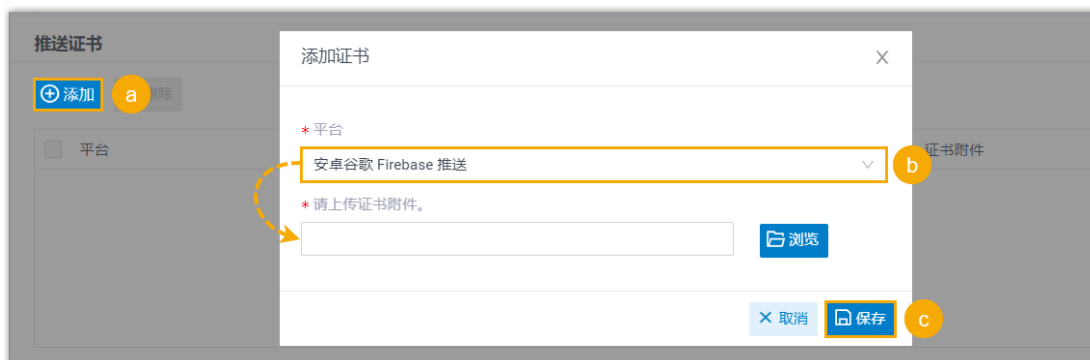 推送证书
添加证书
添加
a
除
* 平台
平台
安卓谷歌 Firebase 推送
b
证书附件
* 请上传证书附件。
浏览
取消
保存
c